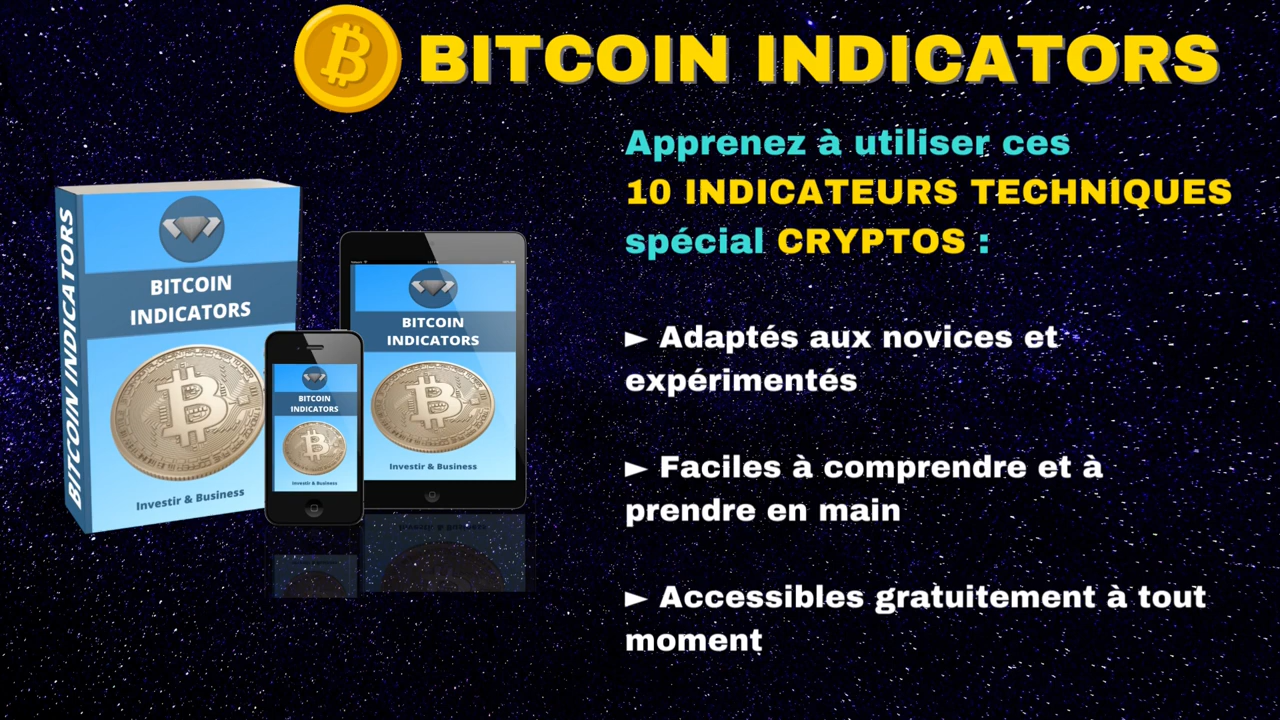 BITCOIN INDICATORS
Apprenez à utiliser ces
10 INDICATEURS TECHNIQUES
spécial CRYPTOS :
► Adaptés aux novices et
expérimentés
► Faciles à comprendre et à
prendre en main
► Accessibles gratuitement à tout
moment
BITCOIN INDICATORS
BITCOIN
INDICATORS
Investir & Business
BITCOIN
INDICATORS
Investir & Business
BITCOIN
INDICATORS
Investir & Business